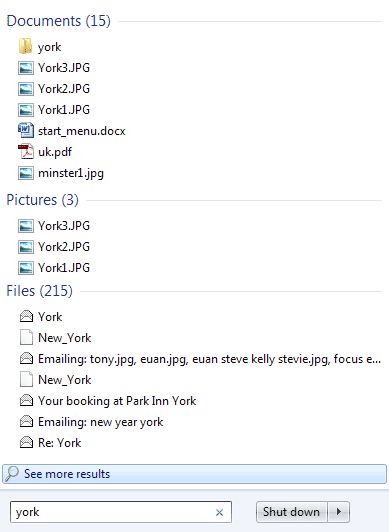 Documents (15)
york
York3.JPG
York2.JPG
York1.JPG
start_menu.docx
uk.pdf
minster1.jpg
Pictures (3)
York3.JPG
York2.JPG
York1.JPG
Files (215)
York
New_York
Emailing: tony.jpg, euan.jpg, euan steve kelly stevie.jpg, focus e...
New_York
Your booking at Park Inn York
Emailing: new year york
Re: York
See more results
york
Shut down